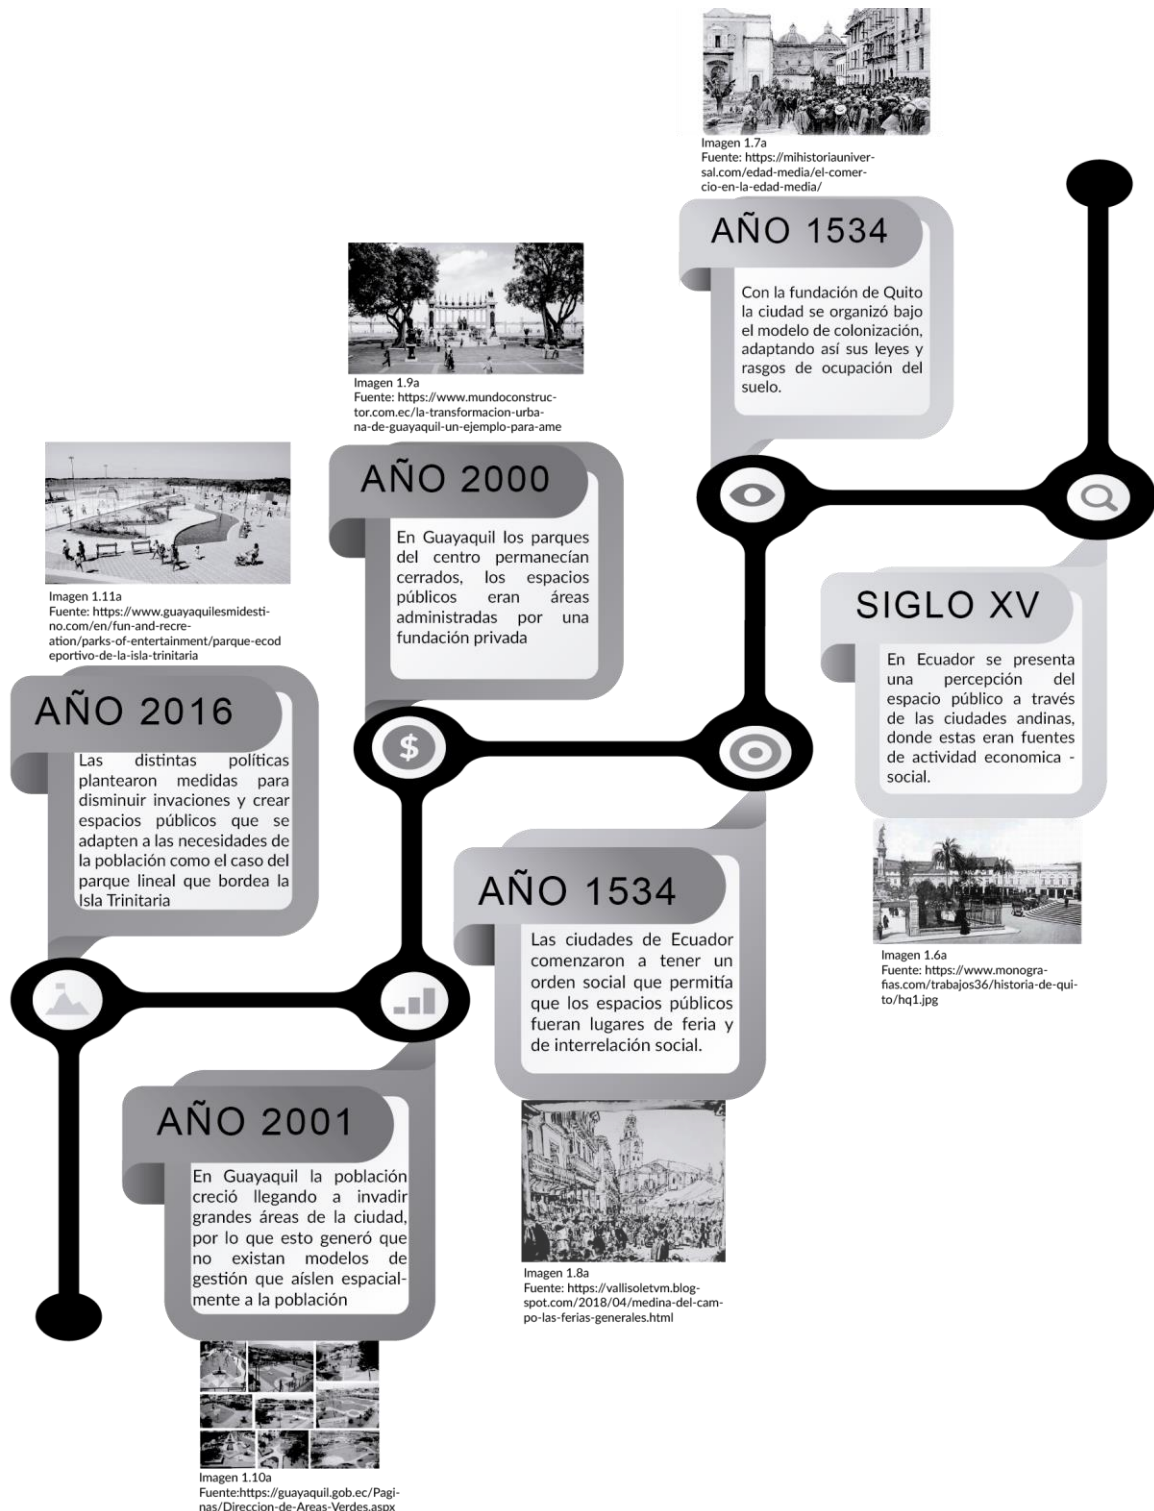 Imagen 1.7a
Fuente: https://mihistoriauniver-
sal.com/edad-media/el-comer-
cio-en-la-edad-media/
AÑO 1534
Con la fundación de Quito
la ciudad se organizó bajo
el modelo de colonización,
adaptando así sus leyes y
rasgos de ocupación del
suelo.
Imagen 1.9a
Fuente: https://www.mundoconstruc-
tor.com.ec/la-transformacion-urba-
na-de-guayaquil-un-ejemplo-para-ame
AÑO 2000
En Guayaquil los parques
del centro permanecían
cerrados, los espacios
públicos eran áreas
administradas por una
fundación privada
Imagen 1.11a
Fuente: https://www.guayaquilesmidesti-
no.com/en/fun-and-recre-
ation/parks-of-entertainment/parque-ecod
eportivo-de-la-isla-trinitaria
AÑO 2016
Las distintas políticas
plantearon medidas para
disminuir invaciones y crear
espacios públicos que se
adapten a las necesidades de
la población como el caso del
parque lineal que bordea la
Isla Trinitaria
SIGLO XV
En Ecuador se presenta
una percepción del
espacio público a través
de las ciudades andinas,
donde estas eran fuentes
de actividad economica -
social.
Imagen 1.6a
Fuente: https://www.monogra-
fias.com/trabajos36/historia-de-qui-
to/hq1.jpg
$
AÑO 1534
Las ciudades de Ecuador
comenzaron a tener un
orden social que permitía
que los espacios públicos
fueran lugares de feria y
de interrelación social.
Imagen 1.8a
Fuente: https://vallisoletvm.blog-
spot.com/2018/04/medina-del-cam-
po-las-ferias-generales.html
AÑO 2001
En Guayaquil la población
creció llegando a invadir
grandes áreas de la ciudad,
por lo que esto generó que
no existan modelos de
gestión que aíslen espacial-
mente a la población
Imagen 1.10a
Fuente:https://guayaquil.gob.ec/Pagi-
nas/Direccion-de-Areas-Verdes.aspx